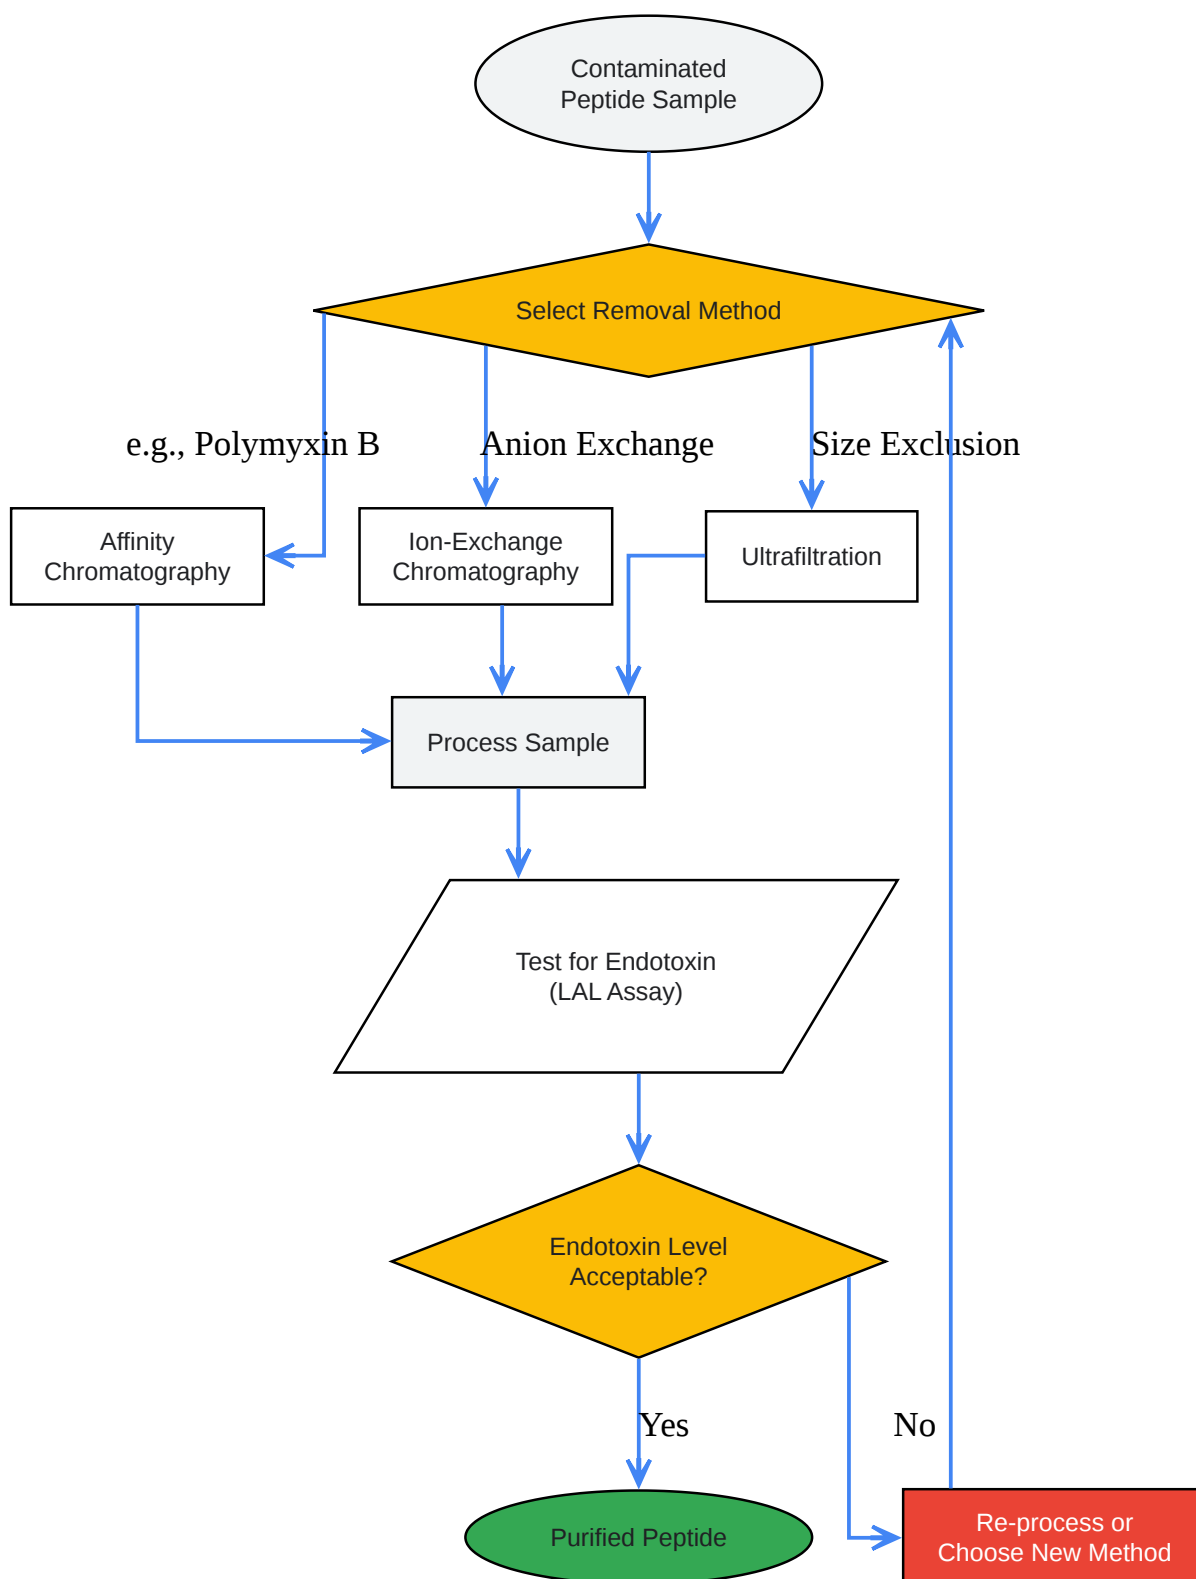 Contaminated
Peptide Sample
Select Removal Method
e.g., Polymyxin B
Anion Exchange
Size Exclusion
Affinity
Chromatography
Ion-Exchange
Chromatography
Ultrafiltration
Process Sample
Test for Endotoxin
(LAL Assay)
Endotoxin Level
Acceptable?
Yes
No
Purified Peptide
Re-process or
Choose New Method